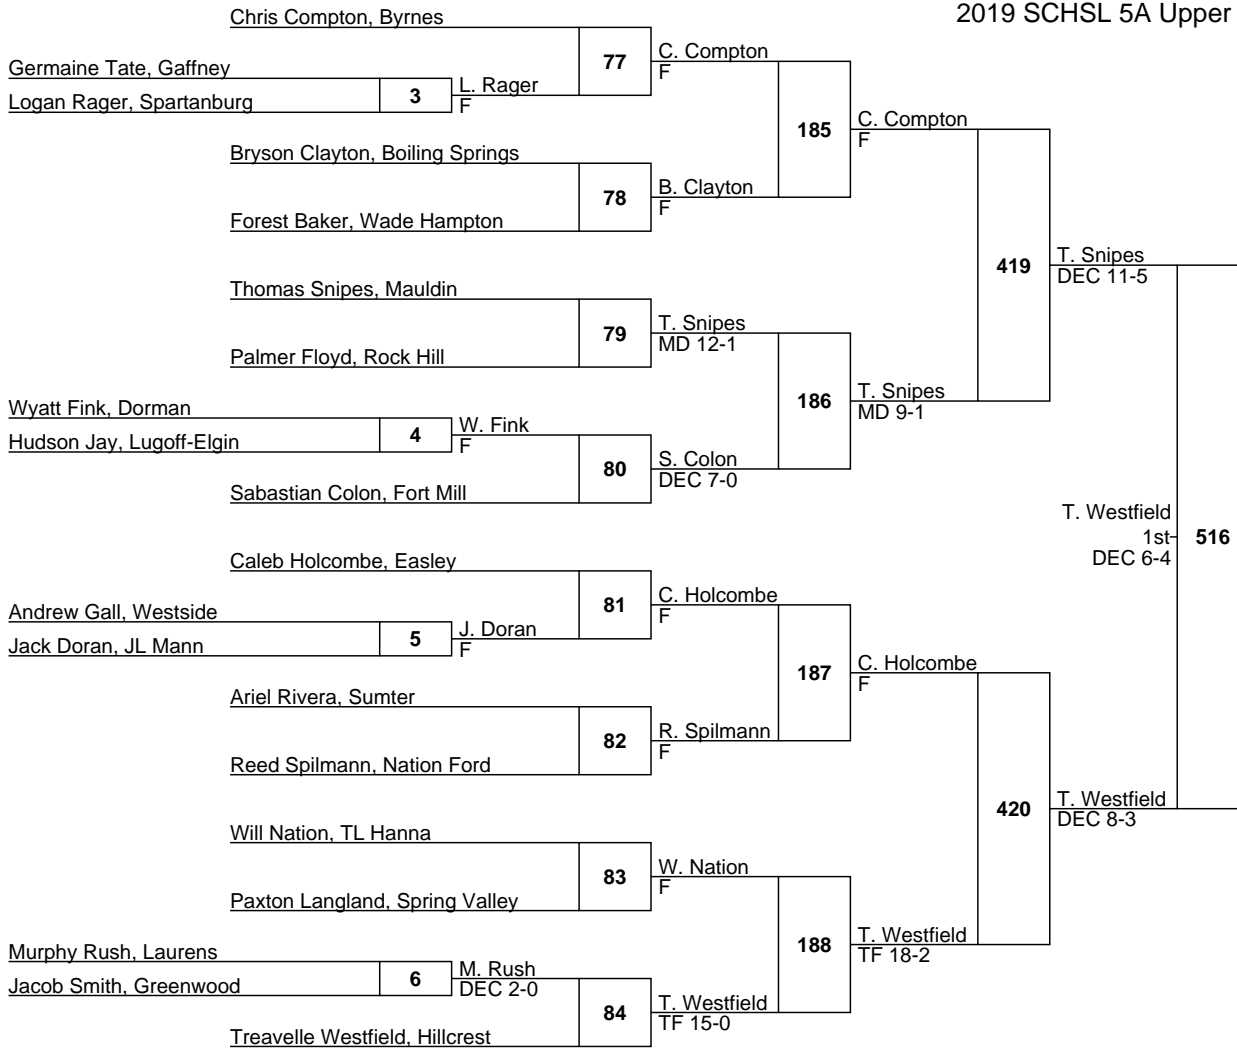 2019 SCHSL 5A Upper
Chris Compton, Byrnes
77
C. Compton
F
Germaine Tate, Gaffney
Logan Rager, Spartanburg
3
L. Rager
F
185
C. Compton
F
Bryson Clayton, Boiling Springs
78
B. Clayton
F
Forest Baker, Wade Hampton
419
T. Snipes
DEC 11-5
Thomas Snipes, Mauldin
79
T. Snipes
MD 12-1
Palmer Floyd, Rock Hill
186
T. Snipes
MD 9-1
Wyatt Fink, Dorman
Hudson Jay, Lugoff-Elgin
4
W. Fink
F
80
S. Colon
DEC 7-0
Sabastian Colon, Fort Mill
T. Westfield
1st
DEC 6-4
516
Caleb Holcombe, Easley
81
C. Holcombe
F
Andrew Gall, Westside
Jack Doran, JL Mann
5
J. Doran
F
187
C. Holcombe
F
Ariel Rivera, Sumter
82
R. Spilmann
F
Reed Spilmann, Nation Ford
420
T. Westfield
DEC 8-3
Will Nation, TL Hanna
83
W. Nation
F
Paxton Langland, Spring Valley
188
T. Westfield
TF 18-2
Murphy Rush, Laurens
Jacob Smith, Greenwood
6
M. Rush
DEC 2-0
84
T. Westfield
TF 15-0
Treavelle Westfield, Hillcrest